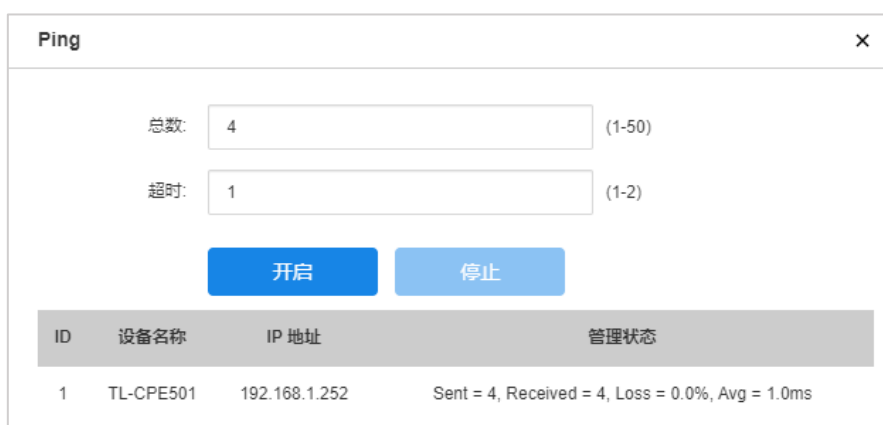 Ping ×
总数: 4 (1-50)
超时: 1 (1-2)
开启 停止
ID 设备名称 IP 地址 管理状态
1 TL-CPE501 192.168.1.252 Sent = 4, Received = 4, Loss = 0.0%, Avg = 1.0ms